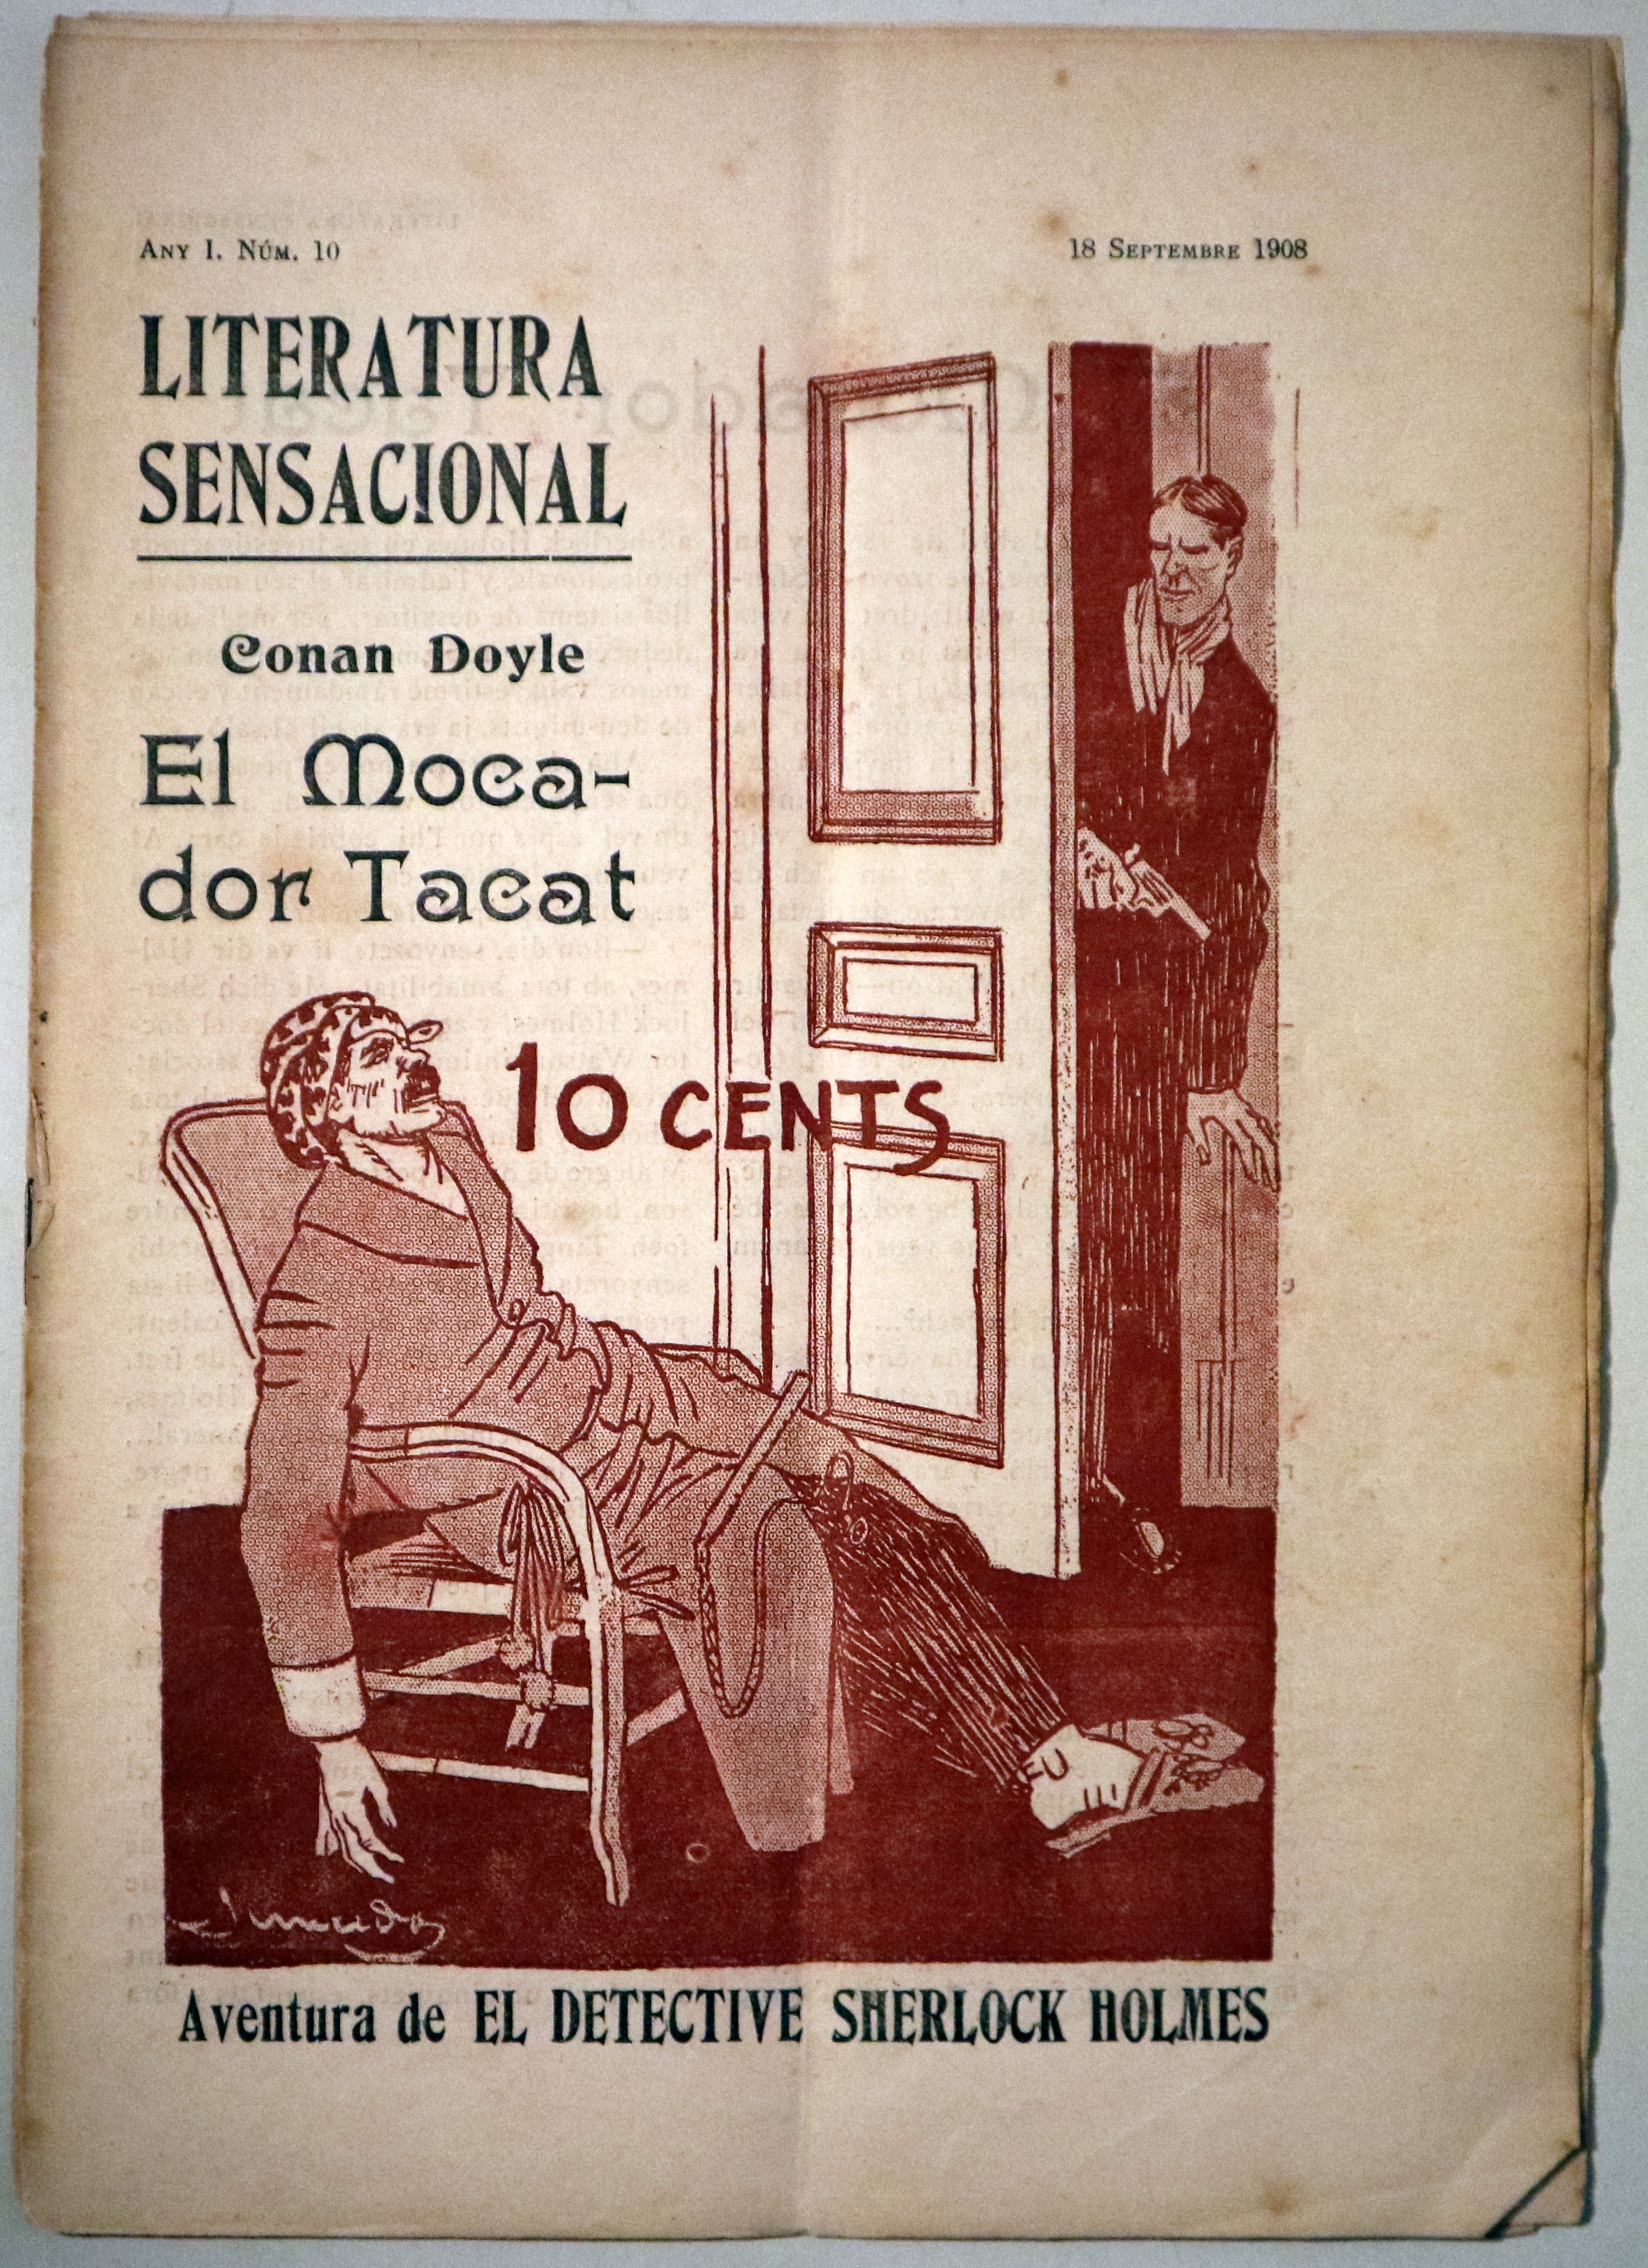 Any I. Núm. 10
18 Septembre 1908
LITERATURA
SENSACIONAL
Conan Doyle
El Moca-
dor Tacat
10 CENTS
Aventura de EL DETECTIVE SHERLOCK HOLMES